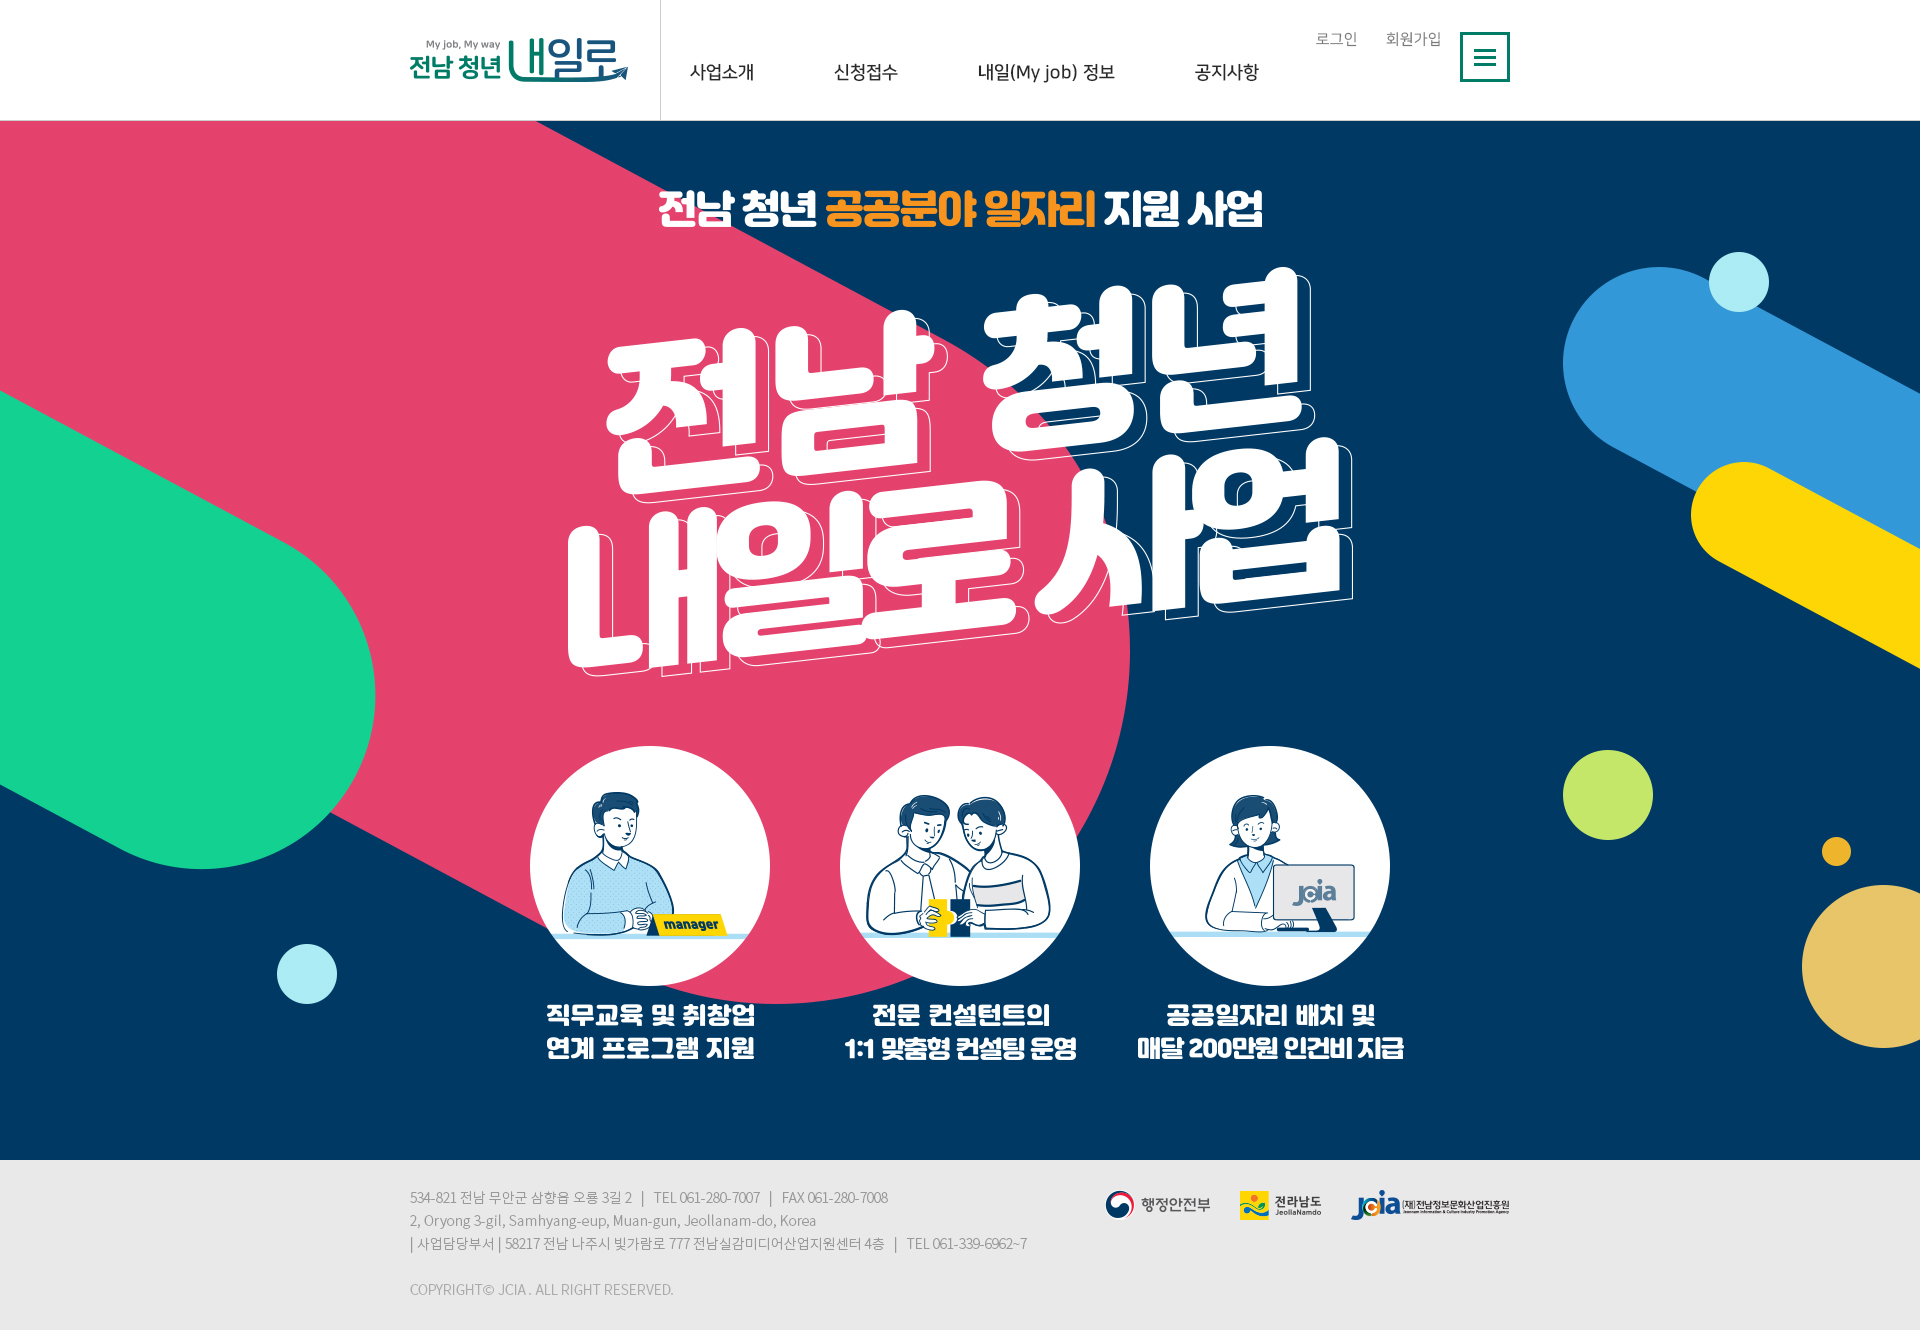 My job, My way
전남 청년 내일로
로그인 회원가입
사업소개 신청접수 내일(My job) 정보 공지사항
전남 청년 공공분야 일자리 지원 사업
전남 청년
내일로 사업
manager
jcia
직무교육 및 취창업
연계 프로그램 지원
전문 컨설턴트의
1:1 맞춤형 컨설팅 운영
공공일자리 배치 및
매달 200만원 인건비 지급
534-821 전남 무안군 삼향읍 오룡 3길 2 | TEL 061-280-7007 | FAX 061-280-7008
2, Oryong 3-gil, Samhyang-eup, Muan-gun, Jeollanam-do, Korea
| 사업담당부서 | 58217 전남 나주시 빛가람로 777 전남실감미디어산업지원센터 4층 | TEL 061-339-6962~7
COPYRIGHT© JCIA . ALL RIGHT RESERVED.
행정안전부
전라남도
JeollaNamdo
jcia (재)전남정보문화산업진흥원
Jeonnam Information & Culture Industry Promotion Agency